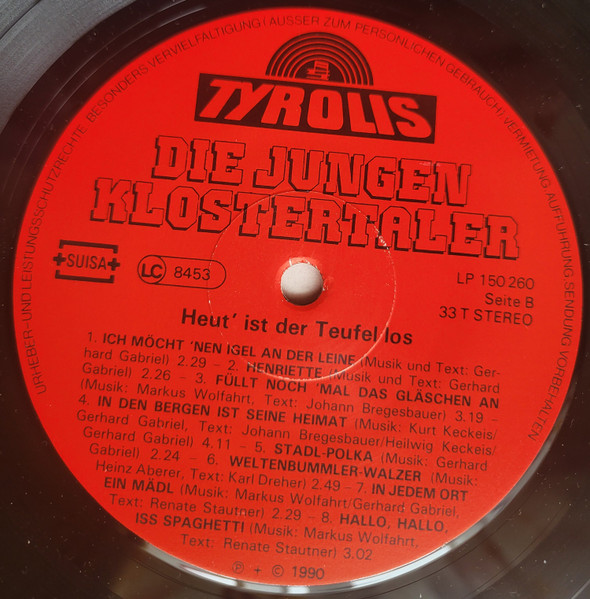 URHEBER-UND LEISTUNGSSCHUTZRECHTE, BESONDERS VERVIELFÄLTIGUNG (AUSSER ZUM PERSÖNLICHEN GEBRAUCH), VERMIETUNG AUFFÜHRUNG SENDUNG VORBEHALTEN
TYROLIS
DIE JUNGEN
KLOSTERTALER
SUISA
LC 8453
LP 150 260
Seite B
33 T STEREO
Heut' ist der Teufel los
1. ICH MÖCHT 'NEN IGEL AN DER LEINE (Musik und Text: Ger-
hard Gabriel) 2.29 – 2. HENRIETTE (Musik und Text: Gerhard
Gabriel) 2.26 – 3. FÜLLT NOCH 'MAL DAS GLÄSCHEN AN
(Musik: Markus Wolfahrt, Text: Johann Bregesbauer) 3.19 –
4. IN DEN BERGEN IST SEINE HEIMAT (Musik: Kurt Keckeis/
Gerhard Gabriel, Text: Johann Bregesbauer/Heilwig Keckeis/
Gerhard Gabriel) 4.11 – 5. STADL-POLKA (Musik: Gerhard
Gabriel) 2.24 – 6. WELTENBUMMLER-WALZER (Musik:
Heinz Aberer, Text: Karl Dreher) 2.49 – 7. IN JEDEM ORT
EIN MÄDL (Musik: Markus Wolfahrt/Gerhard Gabriel,
Text: Renate Stautner) 2.29 – 8. HALLO, HALLO,
ISS SPAGHETTI (Musik: Markus Wolfahrt,
Text: Renate Stautner) 3.02
℗ + © 1990